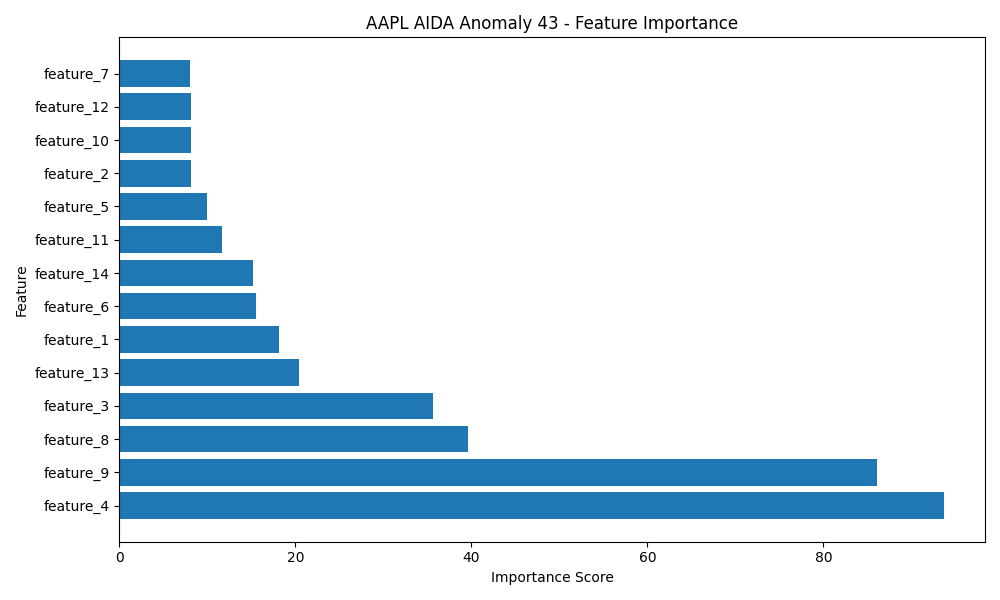 AAPL AIDA Anomaly 43 - Feature Importance
Feature
feature_7
feature_12
feature_10
feature_2
feature_5
feature_11
feature_14
feature_6
feature_1
feature_13
feature_3
feature_8
feature_9
feature_4
0 20 40 60 80
Importance Score